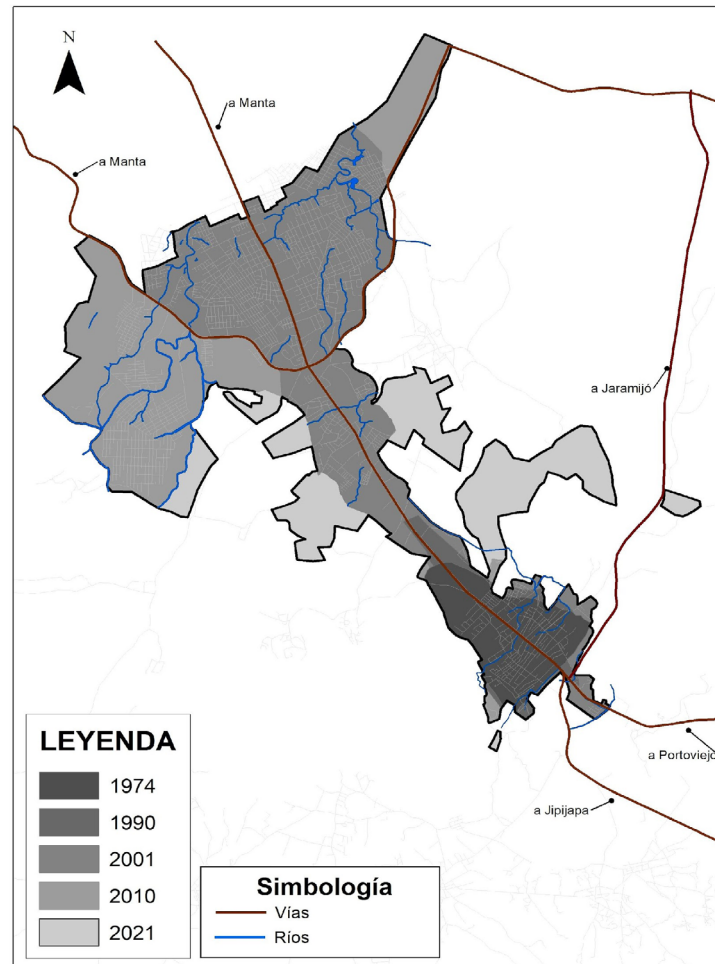 N
a Manta
a Manta
a Jaramijó
a Portoviejo
a Jipijapa
LEYENDA
1974
1990
2001
2010
2021
Simbología
Vías
Ríos